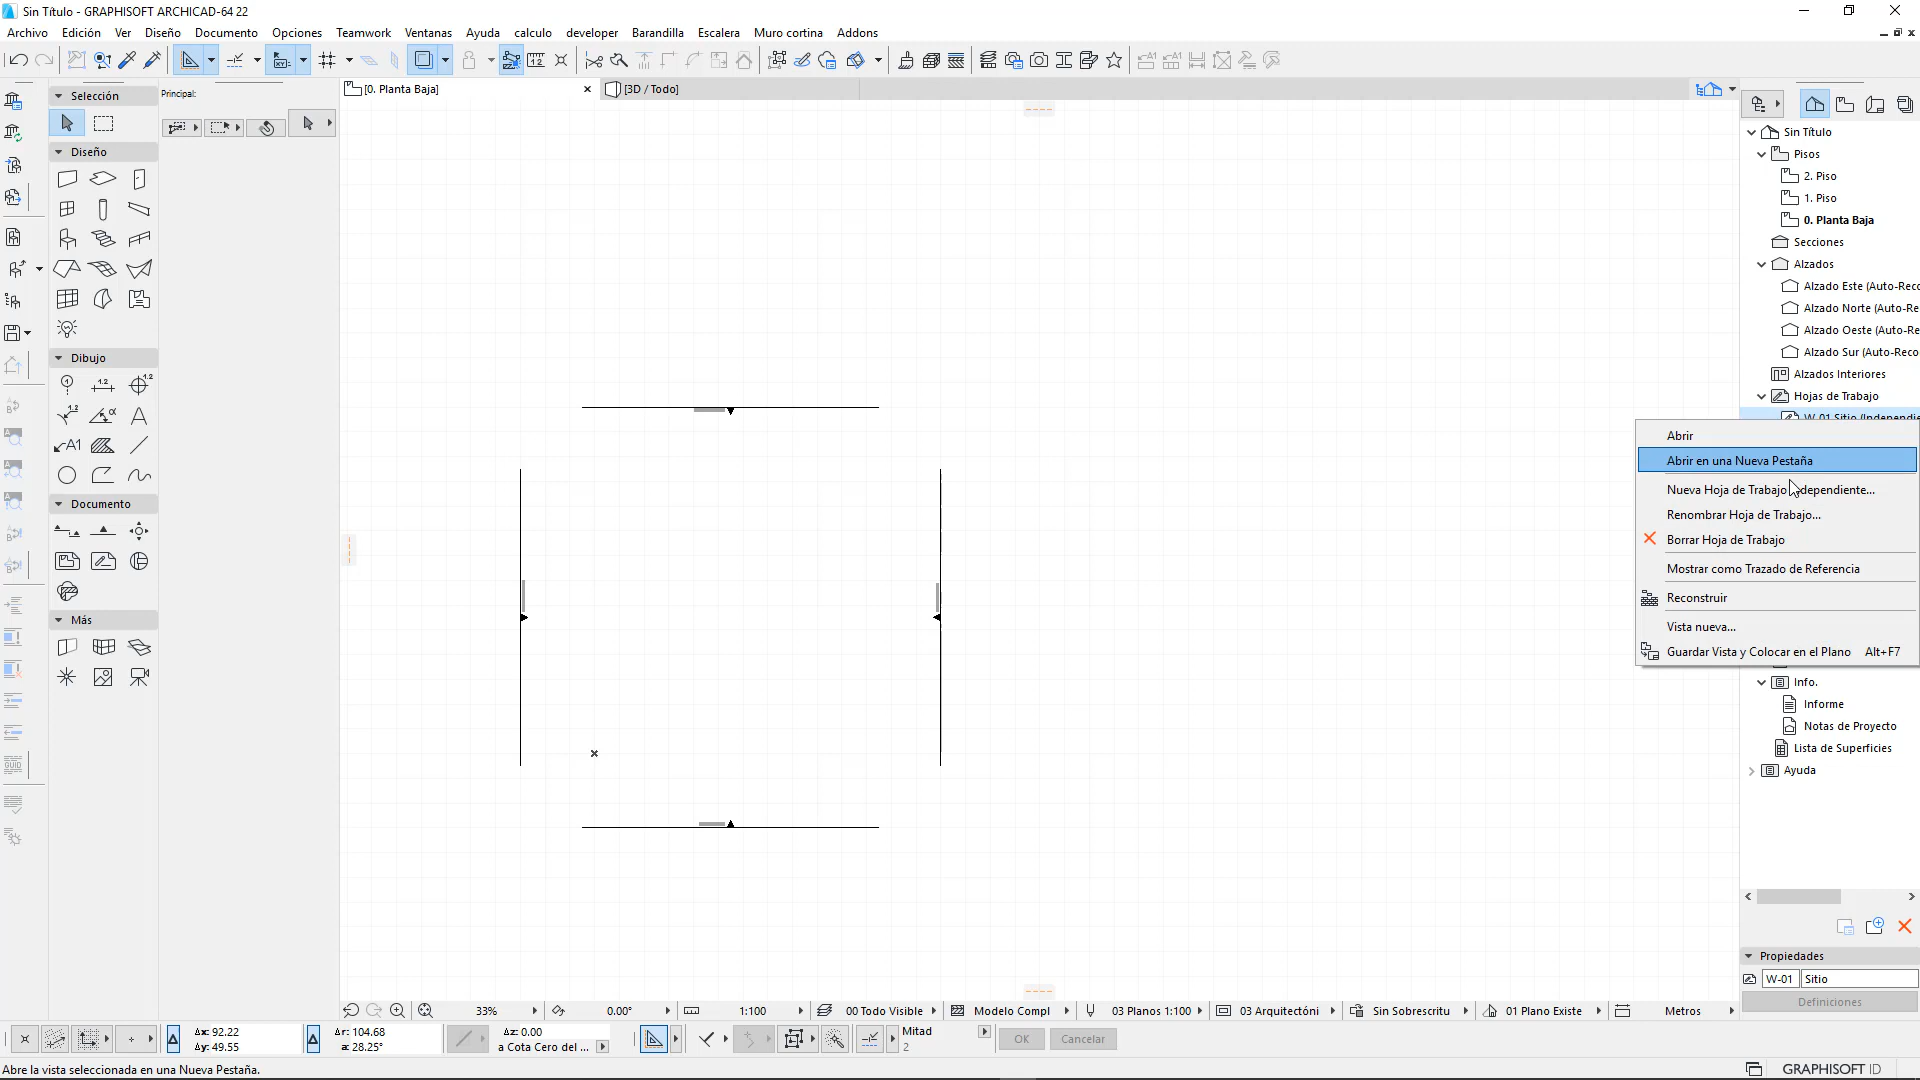 Sin Título - GRAPHISOFT ARCHICAD-64 22
Archivo Edición Ver Diseño Documento Opciones Teamwork Ventanas Ayuda calculo developer Barandilla Escalera Muro cortina Addons
Selección
Principal:
[0. Planta Baja]
[3D / Todo]
Diseño
Dibujo
Documento
Más
Sin Título
Pisos
2. Piso
1. Piso
0. Planta Baja
Secciones
Alzados
Alzado Este (Auto-Reco
Alzado Norte (Auto-Re
Alzado Oeste (Auto-Re
Alzado Sur (Auto-Reco
Alzados Interiores
Hojas de Trabajo
W-01 Sitio (Independie
Abrir
Abrir en una Nueva Pestaña
Nueva Hoja de Trabajo Independiente...
Renombrar Hoja de Trabajo...
Borrar Hoja de Trabajo
Mostrar como Trazado de Referencia
Reconstruir
Vista nueva...
Guardar Vista y Colocar en el Plano Alt+F7
Info.
Informe
Notas de Proyecto
Lista de Superficies
Ayuda
Propiedades
W-01 Sitio
Definiciones
33% 0.00° 1:100 00 Todo Visible Modelo Compl 03 Planos 1:100 03 Arquitectóni Sin Sobrescritu 01 Plano Existe Metros
Δx: 92.22 Δr: 104.68 Δz: 0.00 Mitad
Δy: 49.55 a: 28.25° a Cota Cero del ... 2
OK Cancelar
Abre la vista seleccionada en una Nueva Pestaña.
GRAPHISOFT ID